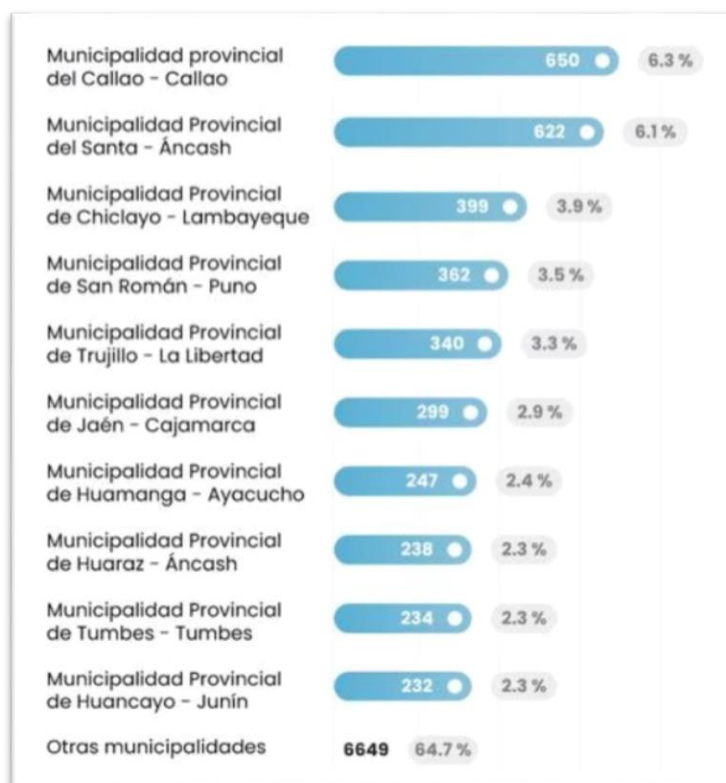 Municipalidad provincial
del Callao - Callao
650
6.3 %
Municipalidad Provincial
del Santa - Áncash
622
6.1 %
Municipalidad Provincial
de Chiclayo - Lambayeque
399
3.9 %
Municipalidad Provincial
de San Román - Puno
362
3.5 %
Municipalidad Provincial
de Trujillo - La Libertad
340
3.3 %
Municipalidad Provincial
de Jaén - Cajamarca
299
2.9 %
Municipalidad Provincial
de Huamanga - Ayacucho
247
2.4 %
Municipalidad Provincial
de Huaraz - Áncash
238
2.3 %
Municipalidad Provincial
de Tumbes - Tumbes
234
2.3 %
Municipalidad Provincial
de Huancayo - Junín
232
2.3 %
Otras municipalidades
6649
64.7 %